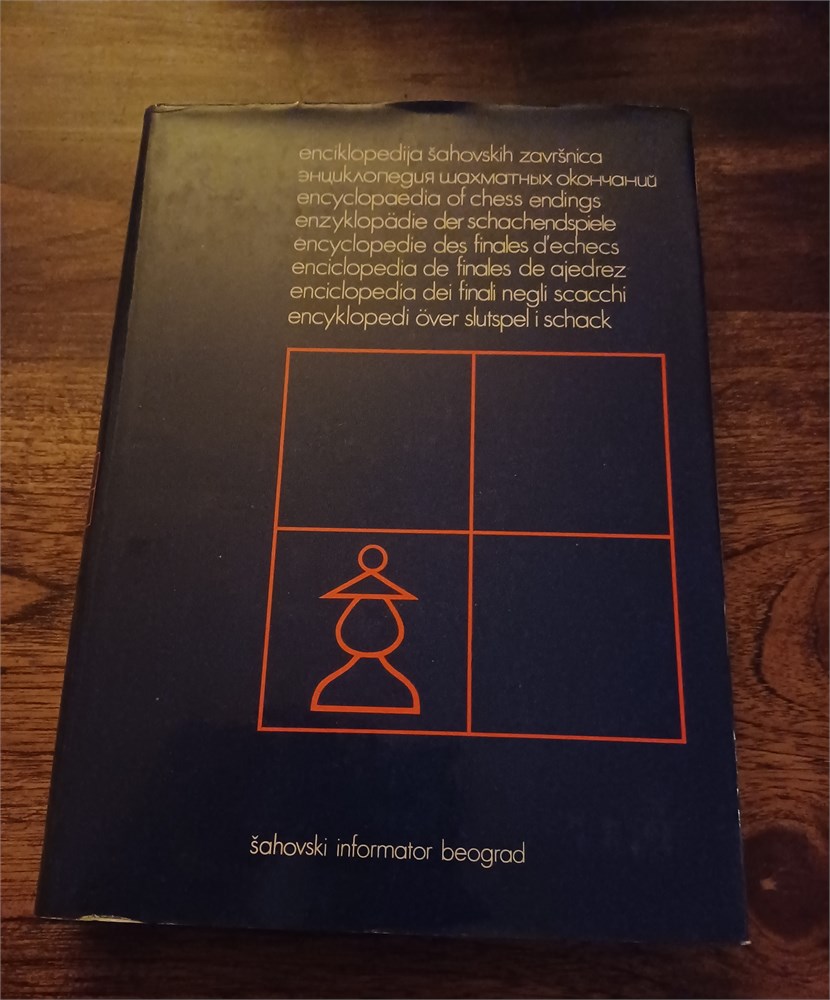 enciklopedija šahovskih završnica
энциклопедия шахматных окончаний
encyclopaedia of chess endings
enzyklopädie der schachendspiele
encyclopedie des finales d'echecs
enciclopedia de finales de ajedrez
enciclopedia dei finali negli scacchi
encyklopedi över slutspel i schack
šahovski informator beograd